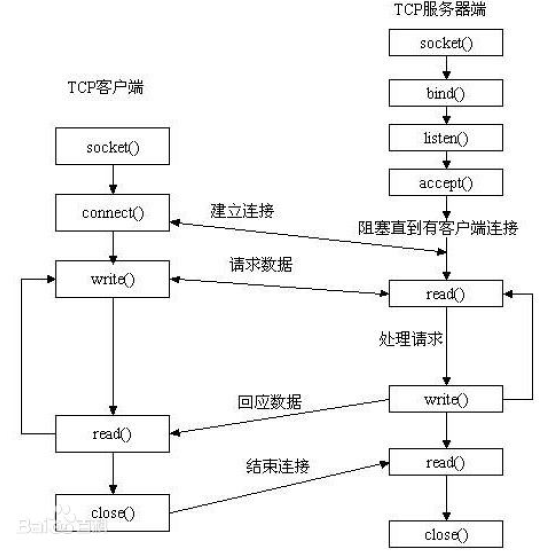 TCP服务器端
socket()
bind()
TCP客户端
listen()
socket()
accept()
connect()
建立连接
阻塞直到有客户端连接
请求数据
write()
read()
处理请求
回应数据
write()
read()
结束连接
read()
close()
close()
Bai百科